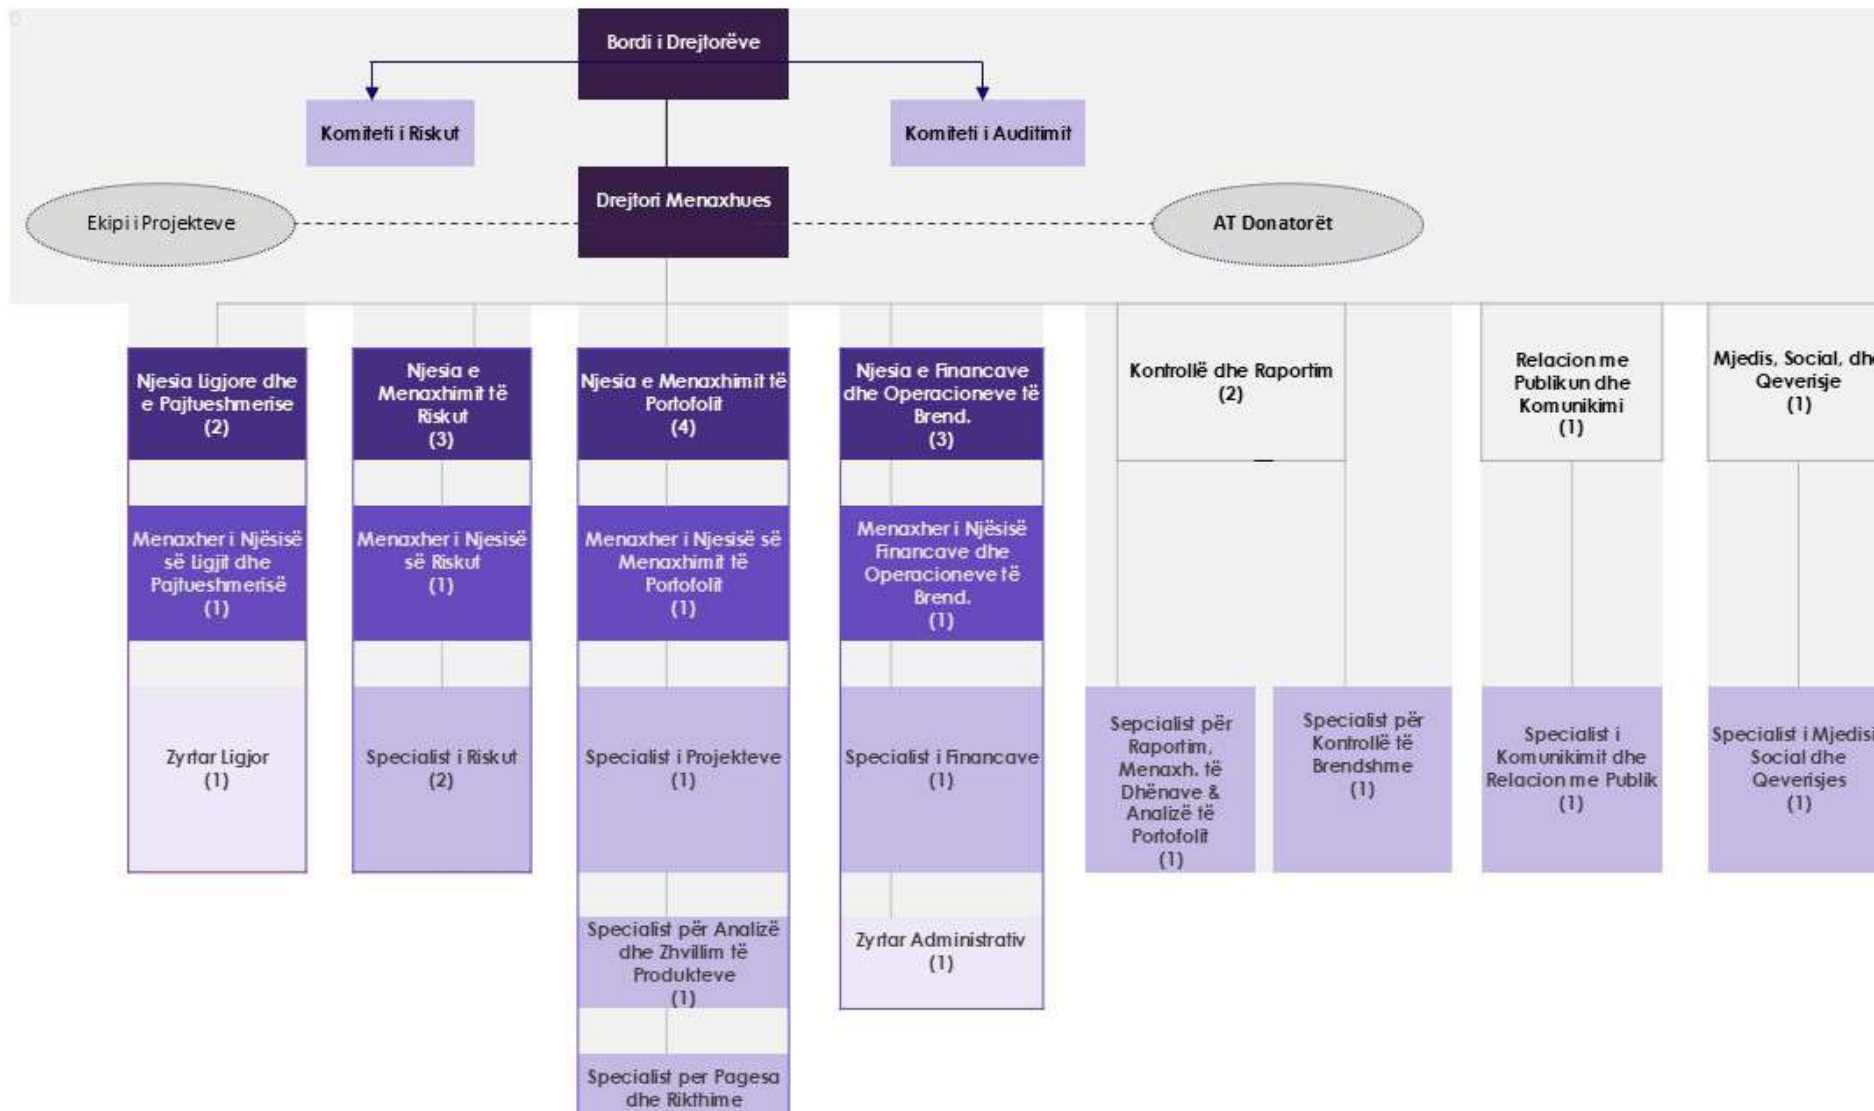 Bordi i Drejtorëve
Komiteti i Riskut
Komiteti i Auditimit
Drejtori Menaxhues
Ekipi i Projekteve
AT Donatorët
Njesia Ligjore dhe
e Pajtueshmerise
(2)
Njesia e
Menaxhimit të
Riskut
(3)
Njesia e Menaxhimit të
Portofolit
(4)
Njesia e Financave
dhe Operacioneve të
Brend.
(3)
Kontrollë dhe Raportim
(2)
Relacion me
Publikun dhe
Komunikimi
(1)
Mjedis, Social, dhe
Qeverisje
(1)
Menaxher i Njësisë
së Ligjit dhe
Pajtueshmerisë
(1)
Menaxher i Njesisë
së Riskut
(1)
Menaxher i Njesisë së
Menaxhimit të
Portofolit
(1)
Menaxher i Njësisë
Financave dhe
Operacioneve të
Brend.
(1)
Zyrtar Ligjor
(1)
Specialist i Riskut
(2)
Specialist i Projekteve
(1)
Specialist i Financave
(1)
Sepcialist për
Raportim,
Menaxh. të
Dhënave &
Analizë të
Portofolit
(1)
Specialist për
Kontrollë të
Brendshme
(1)
Specialist i
Komunikimit dhe
Relacion me Publik
(1)
Specialist i Mjedisi
Social dhe
Qeverisjes
(1)
Specialist për Analizë
dhe Zhvillim të
Produkteve
(1)
Zyrtar Administrativ
(1)
Specialist per Pagesa
dhe Rikthime